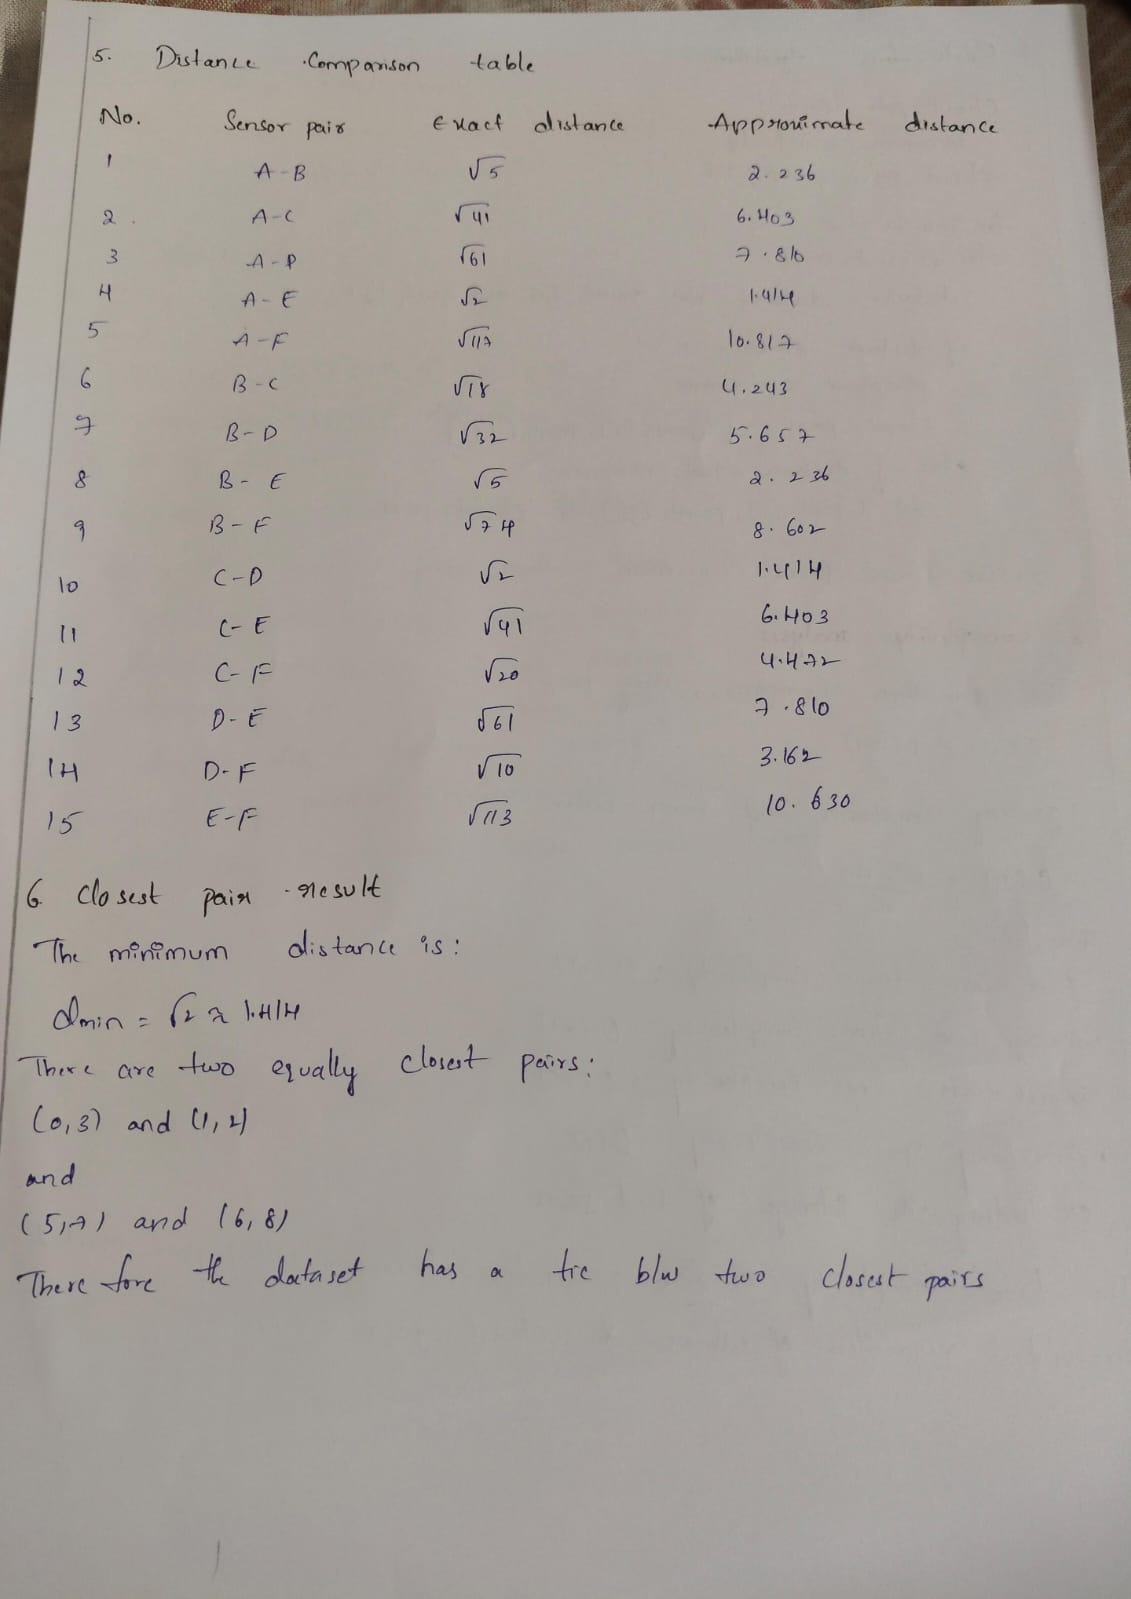 5. Distance Comparison table
No. Sensor pair Exact distance Approximate distance
1 A-B √5 2.236
2. A-C √41 6.403
3 A-D √61 7.810
4 A-E √2 1.414
5 A-F √117 10.817
6 B-C √18 4.243
7 B-D √32 5.657
8 B-E √5 2.236
9 B-F √74 8.602
10 C-D √2 1.414
11 C-E √41 6.403
12 C-F √20 4.472
13 D-E √61 7.810
14 D-F √10 3.162
15 E-F √113 10.630
6 Closest pair result
The minimum distance is:
dmin = √2 ≈ 1.414
There are two equally closest pairs:
(0,3) and (1,2)
and
(5,7) and (6,8)
There fore the dataset has a tie b/w two closest pairs